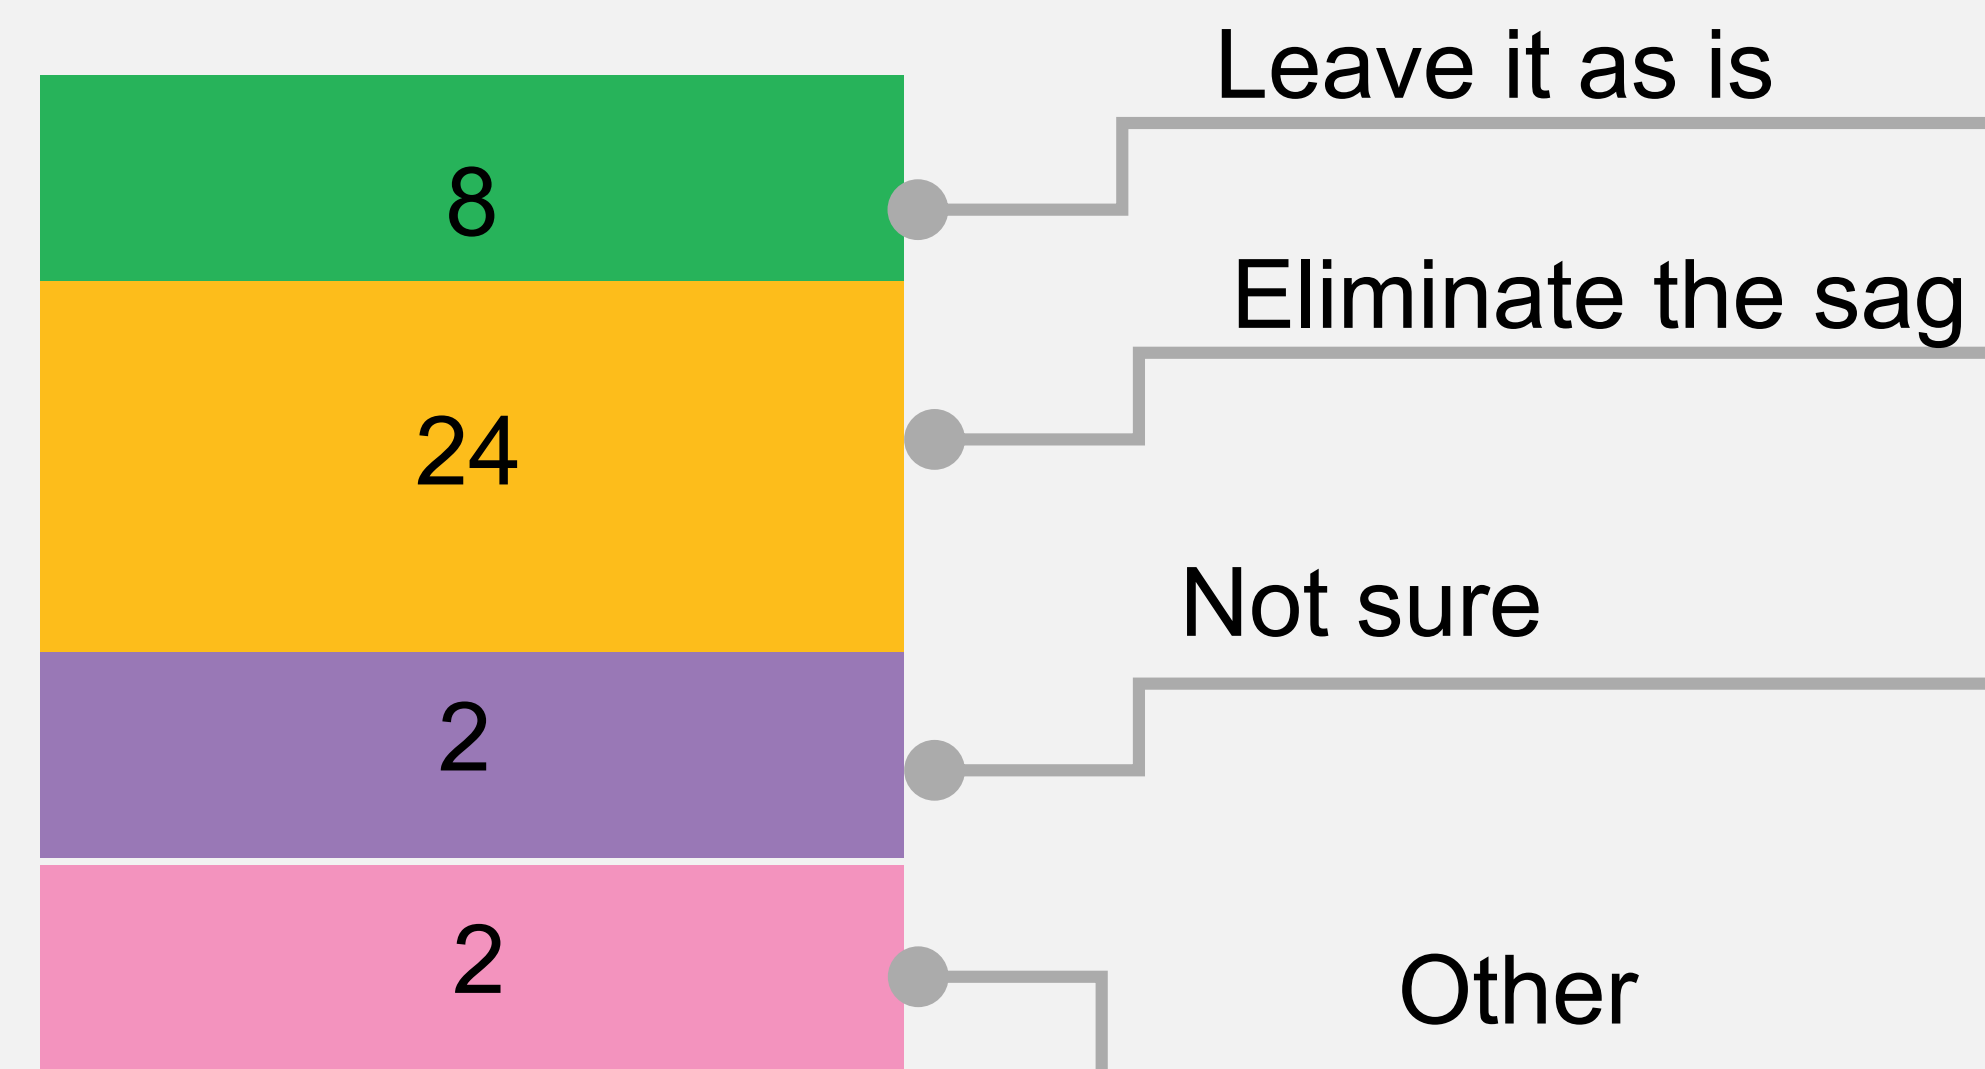 Leave it as is
8
Eliminate the sag
24
Not sure
2
2
Other